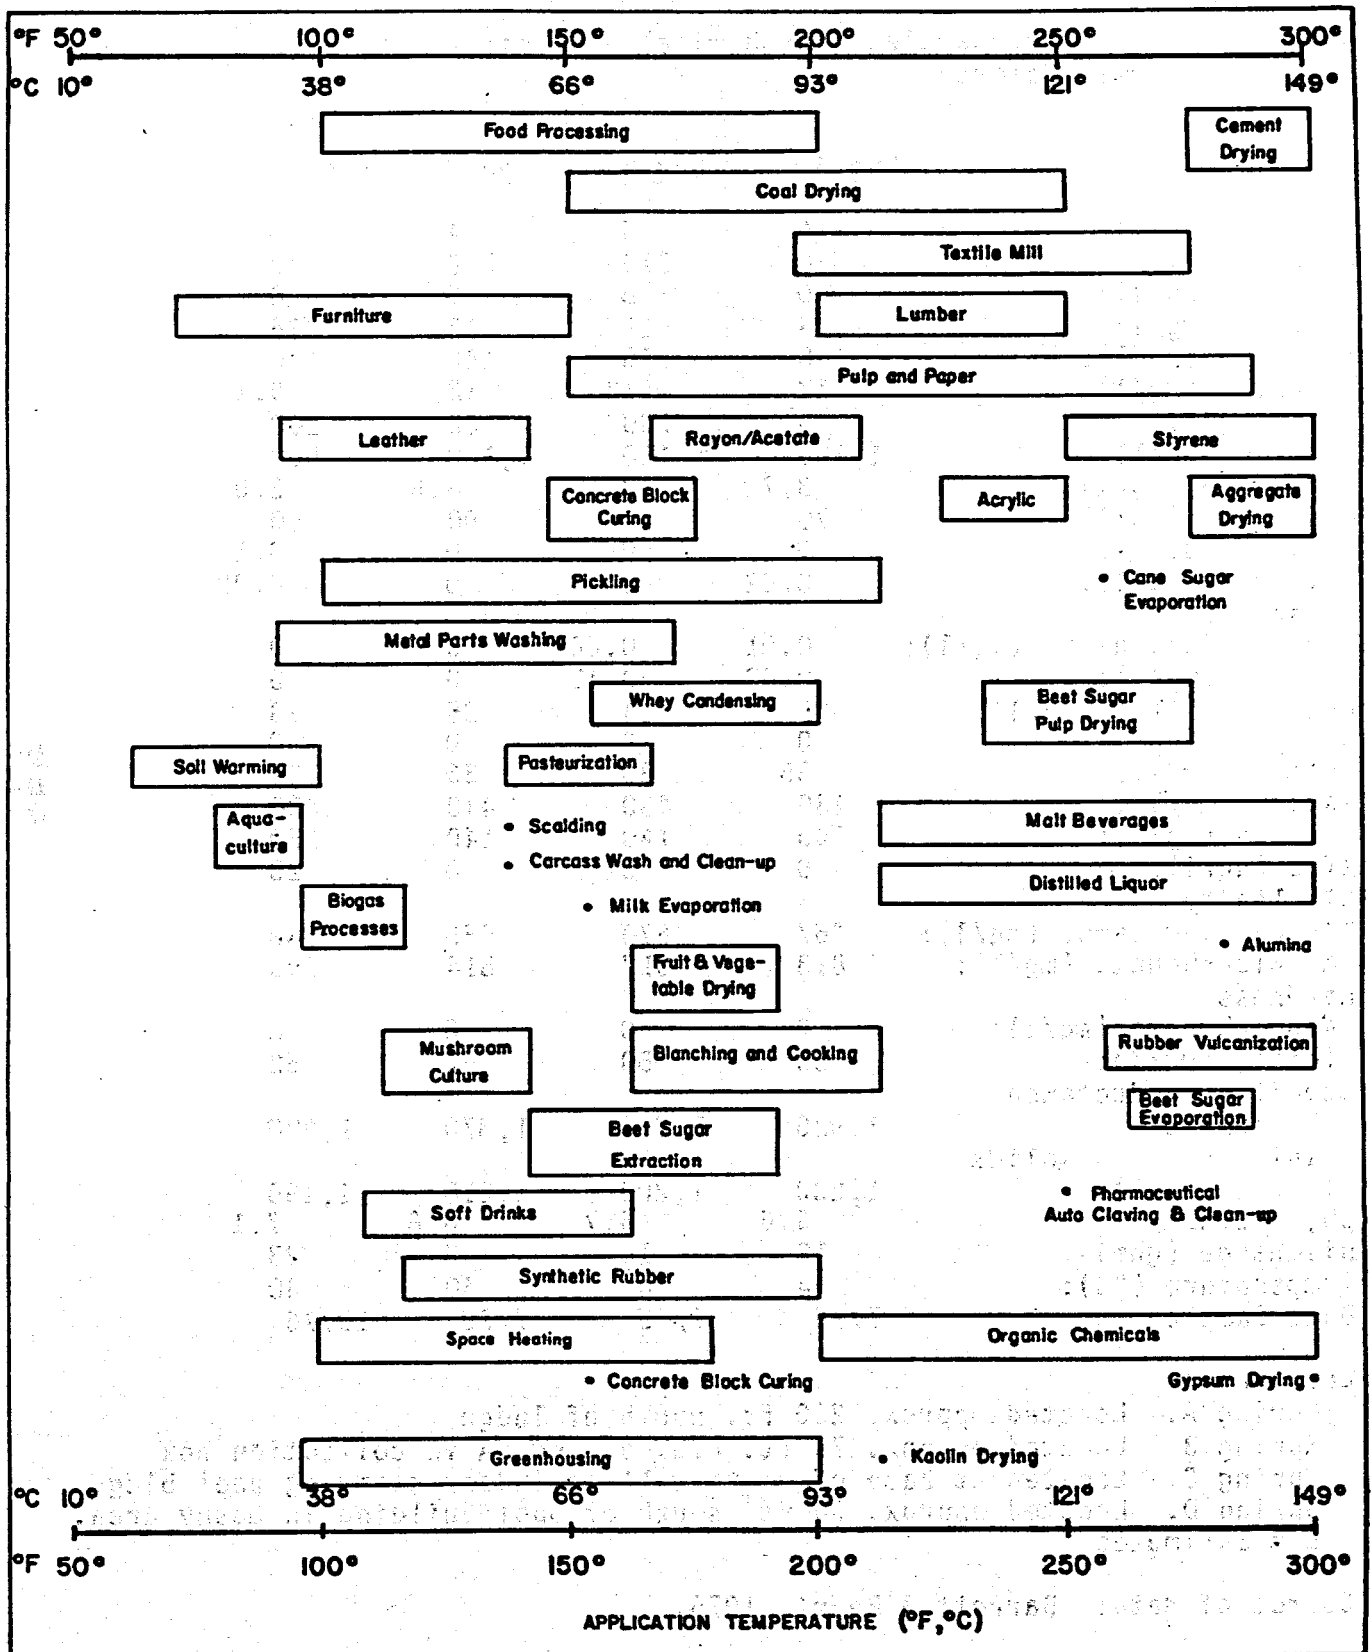 °F 50° 100° 150° 200° 250° 300°
°C 10° 38° 66° 93° 121° 149°
Food Processing
Cement
Drying
Coal Drying
Textile Mill
Furniture
Lumber
Pulp and Paper
Leather
Rayon/Acetate
Styrene
Concrete Block
Curing
Acrylic
Aggregate
Drying
Pickling
• Cane Sugar
Evaporation
Metal Parts Washing
Whey Condensing
Beet Sugar
Pulp Drying
Soil Warming
Pasteurization
Aqua-
culture
• Scalding
Malt Beverages
• Carcass Wash and Clean-up
Distilled Liquor
Biogas
Processes
• Milk Evaporation
• Alumina
Fruit & Vege-
table Drying
Mushroom
Culture
Blanching and Cooking
Rubber Vulcanization
Beet Sugar
Evaporation
Beet Sugar
Extraction
• Pharmaceutical
Auto Claving & Clean-up
Soft Drinks
Synthetic Rubber
Space Heating
Organic Chemicals
• Concrete Block Curing
Gypsum Drying •
Greenhousing
• Kaolin Drying
°C 10° 38° 66° 93° 121° 149°
°F 50° 100° 150° 200° 250° 300°
APPLICATION TEMPERATURE (°F,°C)